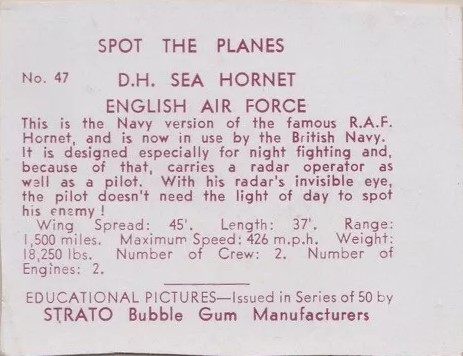 SPOT THE PLANES
No. 47 D.H. SEA HORNET
ENGLISH AIR FORCE
This is the Navy version of the famous R.A.F.
Hornet, and is now in use by the British Navy.
It is designed especially for night fighting and,
because of that, carries a radar operator as
well as a pilot. With his radar's invisible eye,
the pilot doesn't need the light of day to spot
his enemy!
Wing Spread: 45'. Length: 37'. Range:
1,500 miles. Maximum Speed: 426 m.p.h. Weight:
18,250 lbs. Number of Crew: 2. Number of
Engines: 2.
EDUCATIONAL PICTURES—Issued in Series of 50 by
STRATO Bubble Gum Manufacturers